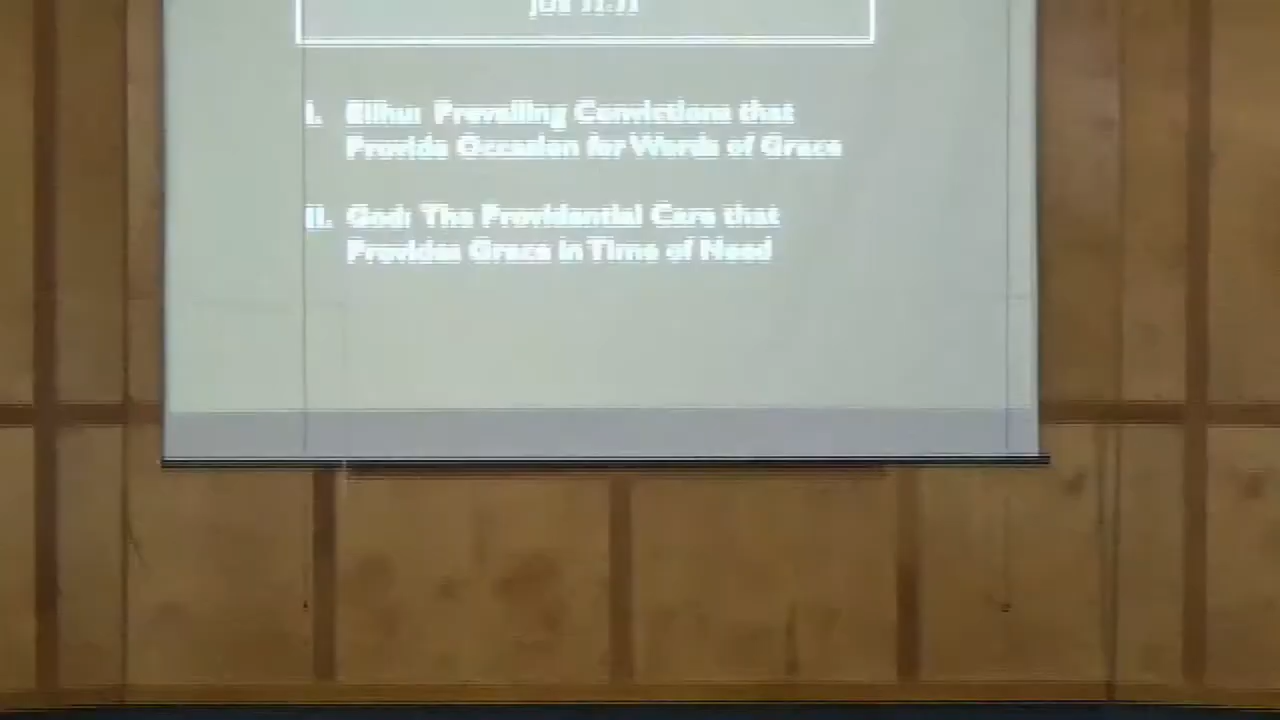 I. Elihu: Prevailing Convictions that
Provide Occasion for Words of Grace
II. God: The Providential Care that
Provides Grace in Time of Need